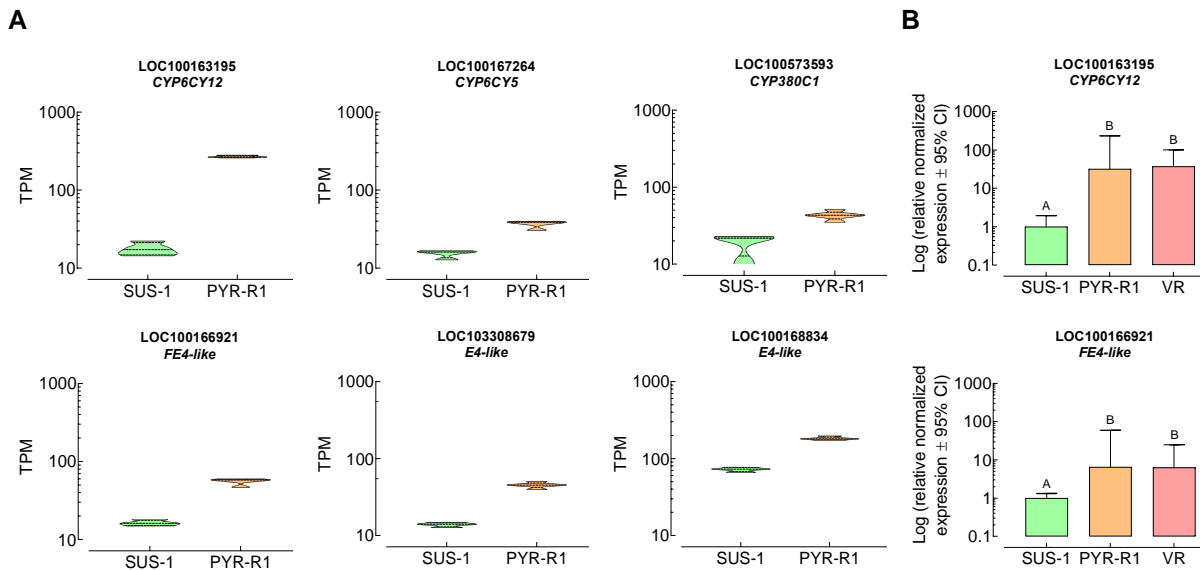 A
B
LOC100163195
CYP6CY12
TPM
1000
100
10
SUS-1
PYR-R1
LOC100167264
CYP6CY5
TPM
1000
100
10
SUS-1
PYR-R1
LOC100573593
CYP380C1
TPM
1000
100
10
SUS-1
PYR-R1
LOC100163195
CYP6CY12
Log (relative normalized
expression ± 95% CI)
1000
100
10
1
0.1
A
B
B
SUS-1
PYR-R1
VR
LOC100166921
FE4-like
TPM
1000
100
10
SUS-1
PYR-R1
LOC103308679
E4-like
TPM
1000
100
10
SUS-1
PYR-R1
LOC100168834
E4-like
TPM
1000
100
10
SUS-1
PYR-R1
LOC100166921
FE4-like
Log (relative normalized
expression ± 95% CI)
1000
100
10
1
0.1
A
B
B
SUS-1
PYR-R1
VR